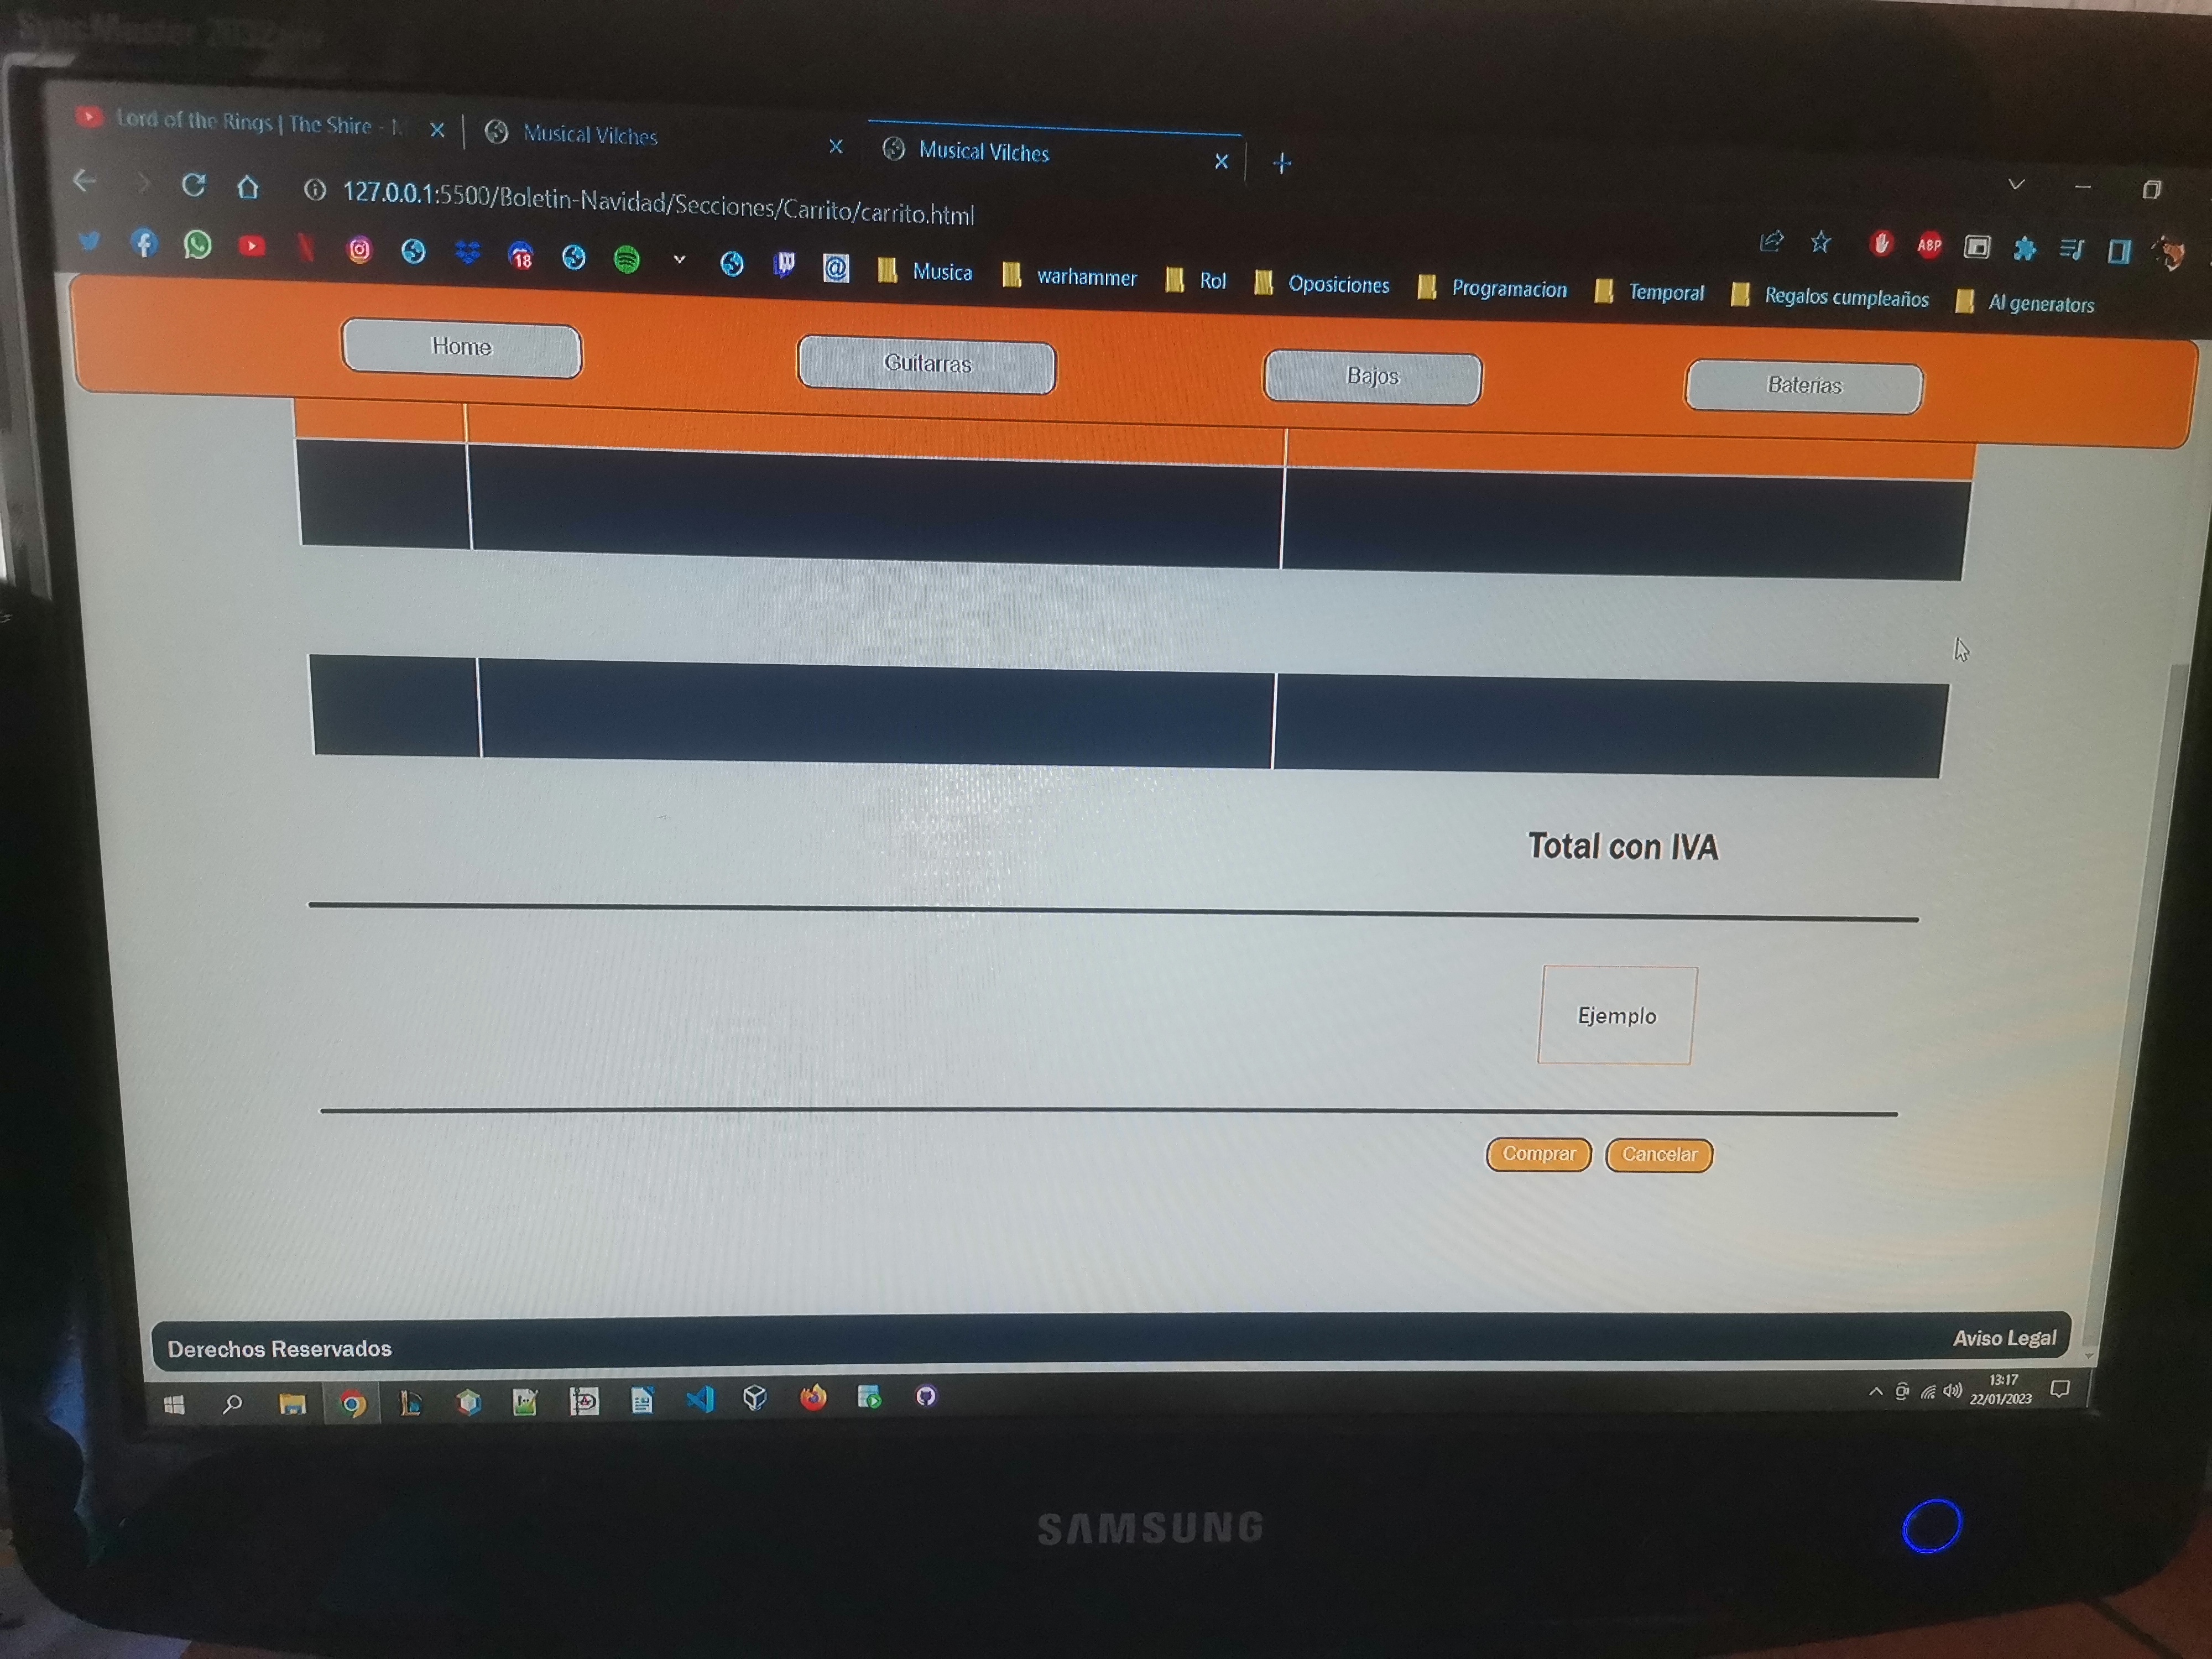 Lord of the Rings | The Shire - M
Musical Vilches
Musical Vilches
127.0.0.1:5500/Boletin-Navidad/Secciones/Carrito/carrito.html
18
ABP
Musica
warhammer
Rol
Oposiciones
Programacion
Temporal
Regalos cumpleaños
AI generators
Home
Guitarras
Bajos
Baterias
Total con IVA
Ejemplo
Comprar
Cancelar
Derechos Reservados
Aviso Legal
13:17
22/01/2023
SAMSUNG